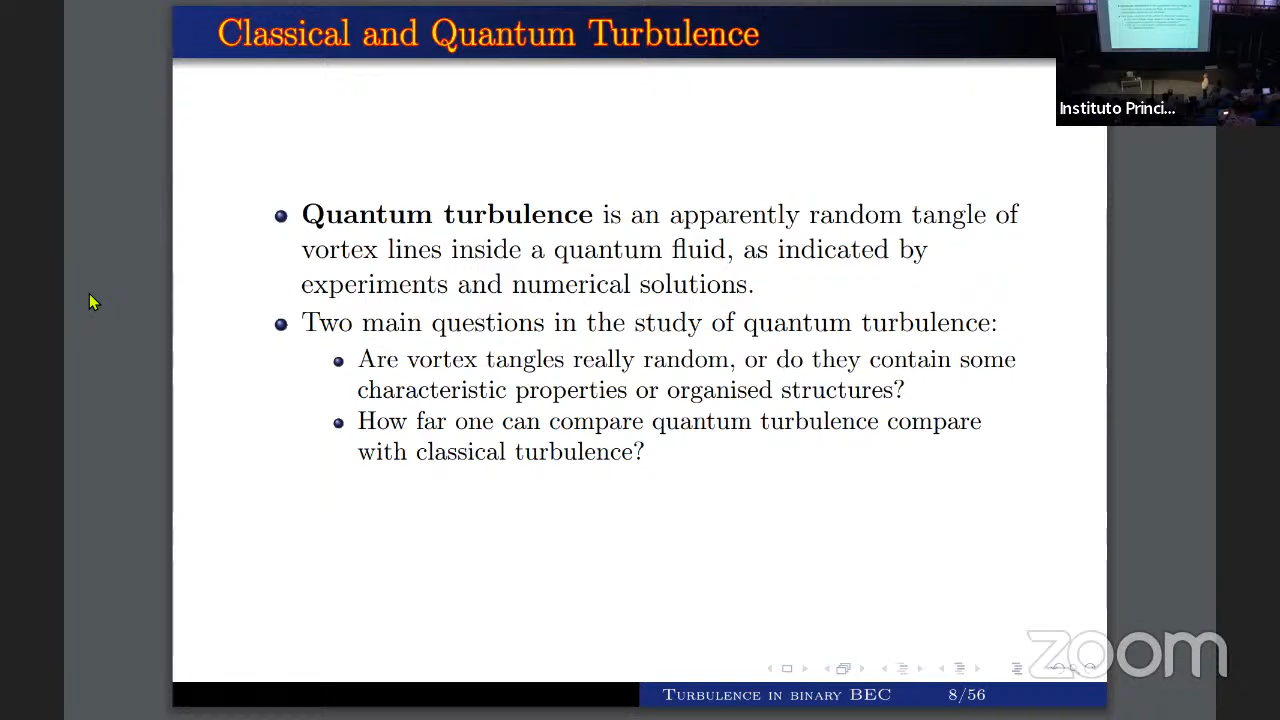 Classical and Quantum Turbulence
Instituto Princi...
Quantum turbulence is an apparently random tangle of
vortex lines inside a quantum fluid, as indicated by
experiments and numerical solutions.
Two main questions in the study of quantum turbulence:
Are vortex tangles really random, or do they contain some
characteristic properties or organised structures?
How far one can compare quantum turbulence compare
with classical turbulence?
zoom
Turbulence in binary BEC 8/56